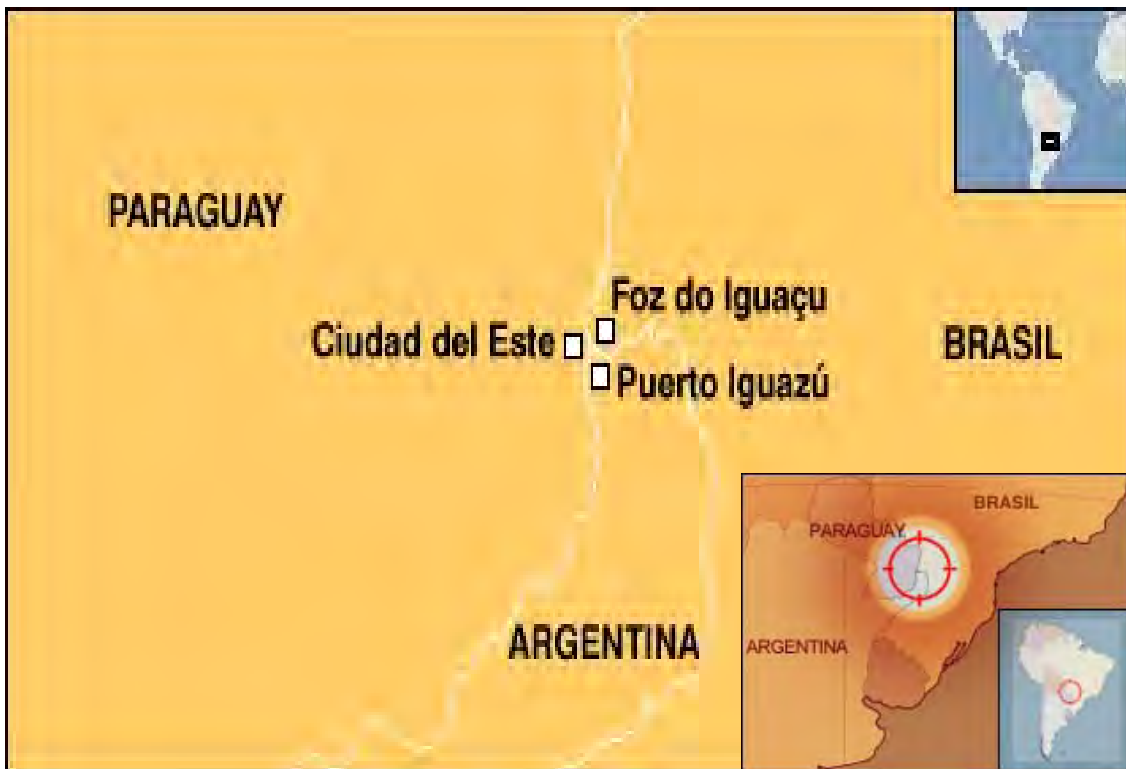 PARAGUAY
Foz do Iguaçu
Ciudad del Este
BRASIL
Puerto Iguazú
ARGENTINA
BRASIL
PARAGUAY
ARGENTINA